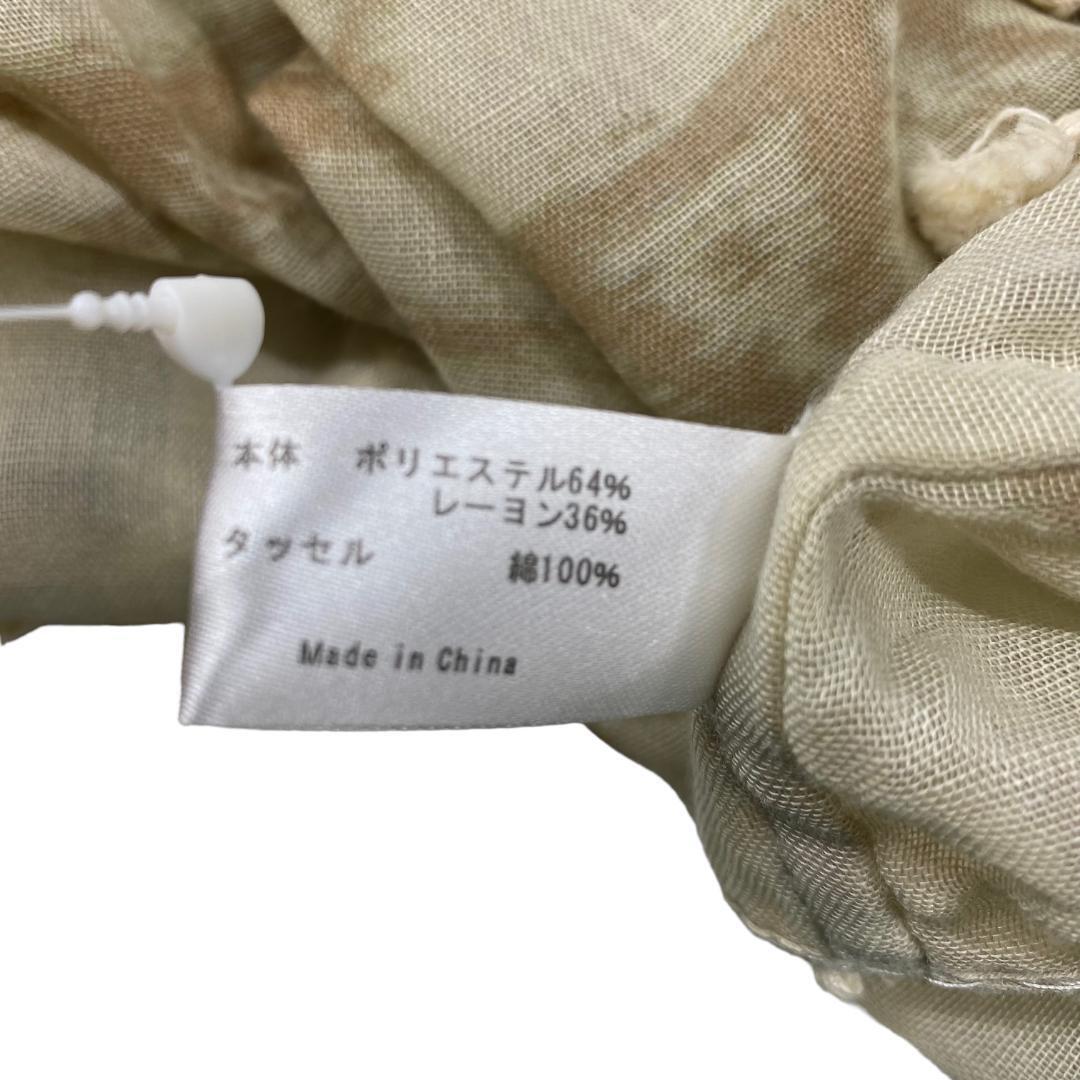 本体 ポリエステル64%
レーヨン36%
タッセル 綿100%
Made in China